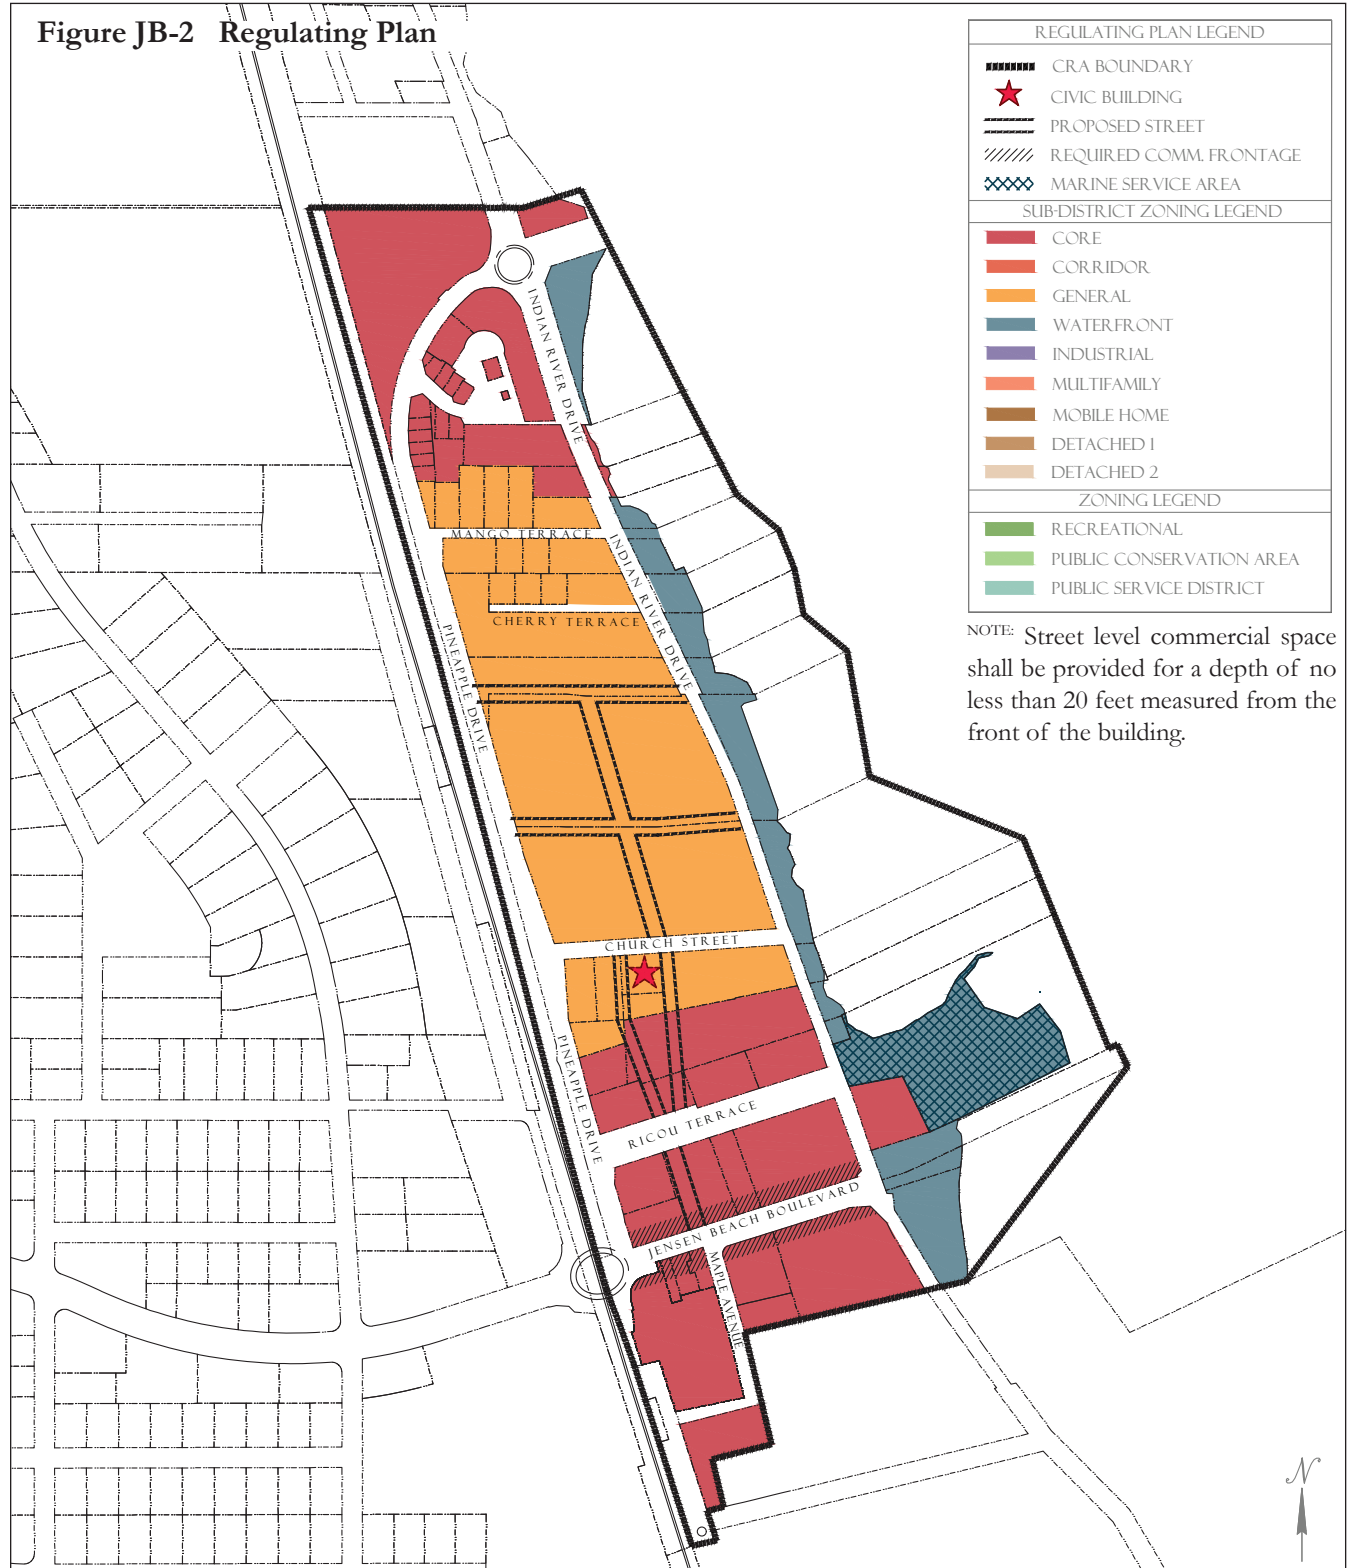 Figure JB-2 Regulating Plan
REGULATING PLAN LEGEND
CRA BOUNDARY
CIVIC BUILDING
PROPOSED STREET
REQUIRED COMM. FRONTAGE
MARINE SERVICE AREA
SUB-DISTRICT ZONING LEGEND
CORE
CORRIDOR
GENERAL
WATERFRONT
INDUSTRIAL
MULTIFAMILY
MOBILE HOME
DETACHED 1
DETACHED 2
ZONING LEGEND
RECREATIONAL
PUBLIC CONSERVATION AREA
PUBLIC SERVICE DISTRICT
NOTE: Street level commercial space
shall be provided for a depth of no
less than 20 feet measured from the
front of the building.
INDIAN RIVER DRIVE
MANGO TERRACE
INDIAN RIVER DRIVE
CHERRY TERRACE
PINEAPPLE DRIVE
CHURCH STREET
PINEAPPLE DRIVE
RICOU TERRACE
JENSEN BEACH BOULEVARD
MAPLE AVENUE
N